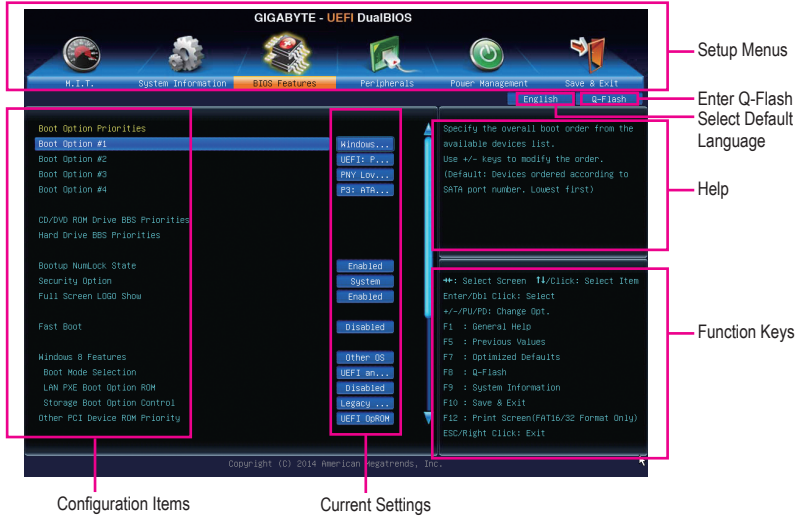 GIGABYTE - UEFI DualBIOS
M.I.T. System Information BIOS Features Peripherals Power Management Save & Exit
Setup Menus
English Q-Flash
Enter Q-Flash
Select Default
Language
Boot Option Priorities
Boot Option #1 Windows...
Boot Option #2 UEFI: P...
Boot Option #3 PNY Lov...
Boot Option #4 P3: ATA...
CD/DVD ROM Drive BBS Priorities
Hard Drive BBS Priorities
Bootup NumLock State Enabled
Security Option System
Full Screen LOGO Show Enabled
Fast Boot Disabled
Windows 8 Features Other OS
Boot Mode Selection UEFI an...
LAN PXE Boot Option ROM Disabled
Storage Boot Option Control Legacy ...
Other PCI Device ROM Priority UEFI OpROM
Specify the overall boot order from the
available devices list.
Use +/- keys to modify the order.
(Default: Devices ordered according to
SATA port number. Lowest first)
Help
→←: Select Screen ↑↓/Click: Select Item
Enter/Dbl Click: Select
+/-/PU/PD: Change Opt.
F1 : General Help
F5 : Previous Values
F7 : Optimized Defaults
F8 : Q-Flash
F9 : System Information
F10 : Save & Exit
F12 : Print Screen(FAT16/32 Format Only)
ESC/Right Click: Exit
Function Keys
Copyright (C) 2014 American Megatrends, Inc.
Configuration Items
Current Settings